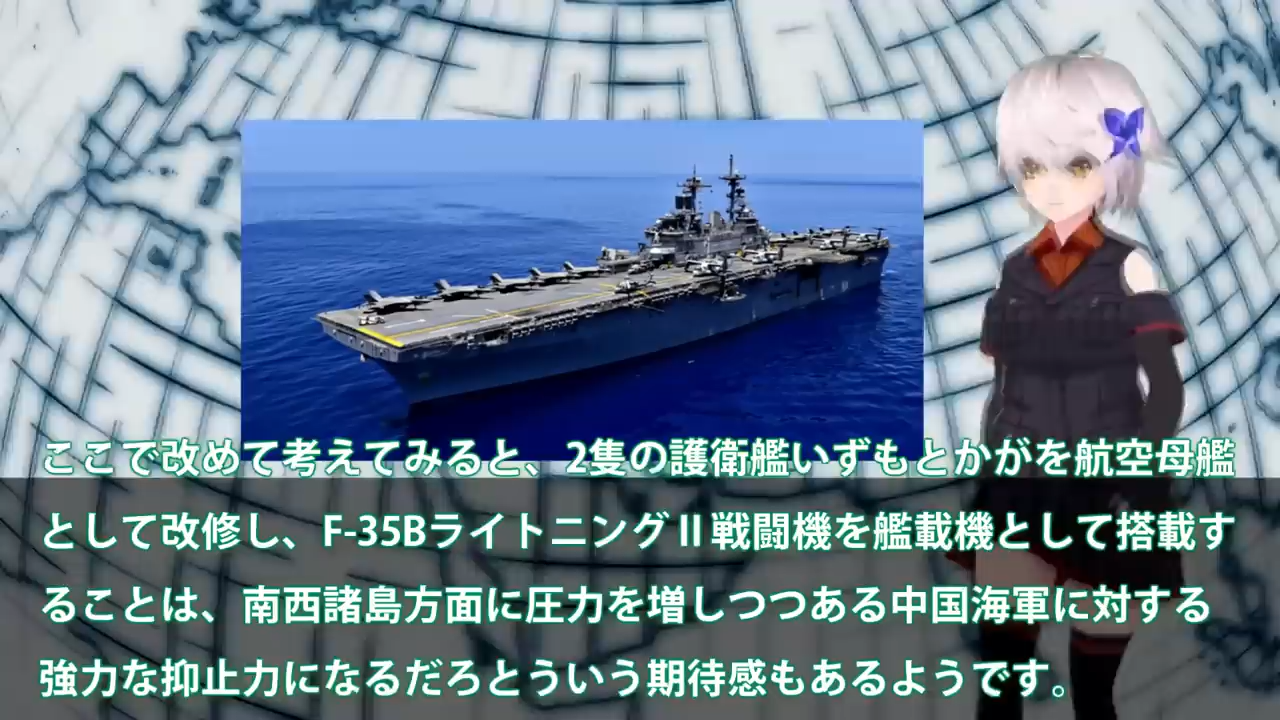 ここで改めて考えてみると、2隻の護衛艦いずもとかがを航空母艦
として改修し、F-35BライトニングⅡ戦闘機を艦載機として搭載す
ることは、南西諸島方面に圧力を増しつつある中国海軍に対する
強力な抑止力になるだろとういう期待感もあるようです。